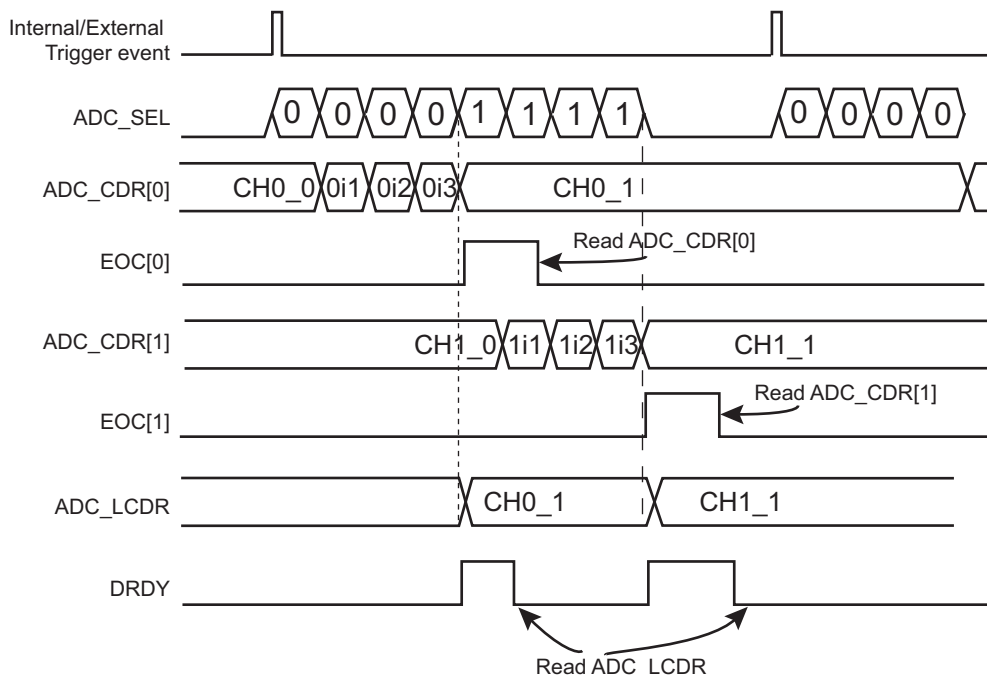 Internal/External
Trigger event
ADC_SEL
0 0 0 0 1 1 1 1 0 0 0 0
ADC_CDR[0]
CH0_0 0i1 0i2 0i3 CH0_1
EOC[0]
Read ADC_CDR[0]
ADC_CDR[1]
CH1_0 1i1 1i2 1i3 CH1_1
Read ADC_CDR[1]
EOC[1]
ADC_LCDR
CH0_1 CH1_1
DRDY
Read ADC_LCDR